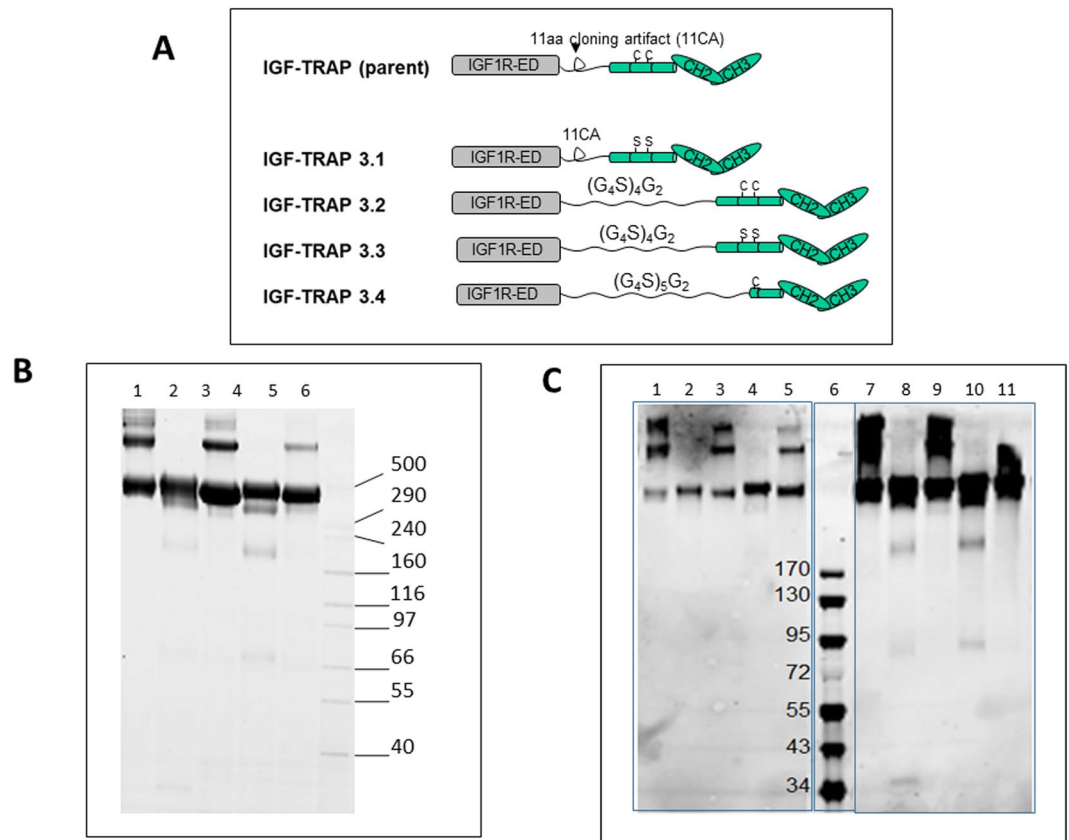 A
11aa cloning artifact (11CA)
C C
IGF-TRAP (parent) IGF1R-ED CH2 CH3
11CA
S S
IGF-TRAP 3.1 IGF1R-ED CH2 CH3
(G4S)4G2
C C
IGF-TRAP 3.2 IGF1R-ED CH2 CH3
(G4S)4G2
S S
IGF-TRAP 3.3 IGF1R-ED CH2 CH3
(G4S)5G2
C
IGF-TRAP 3.4 IGF1R-ED CH2 CH3
B
1 2 3 4 5 6
500
290
240
160
116
97
66
55
40
C
1 2 3 4 5 6 7 8 9 10 11
170
130
95
72
55
43
34